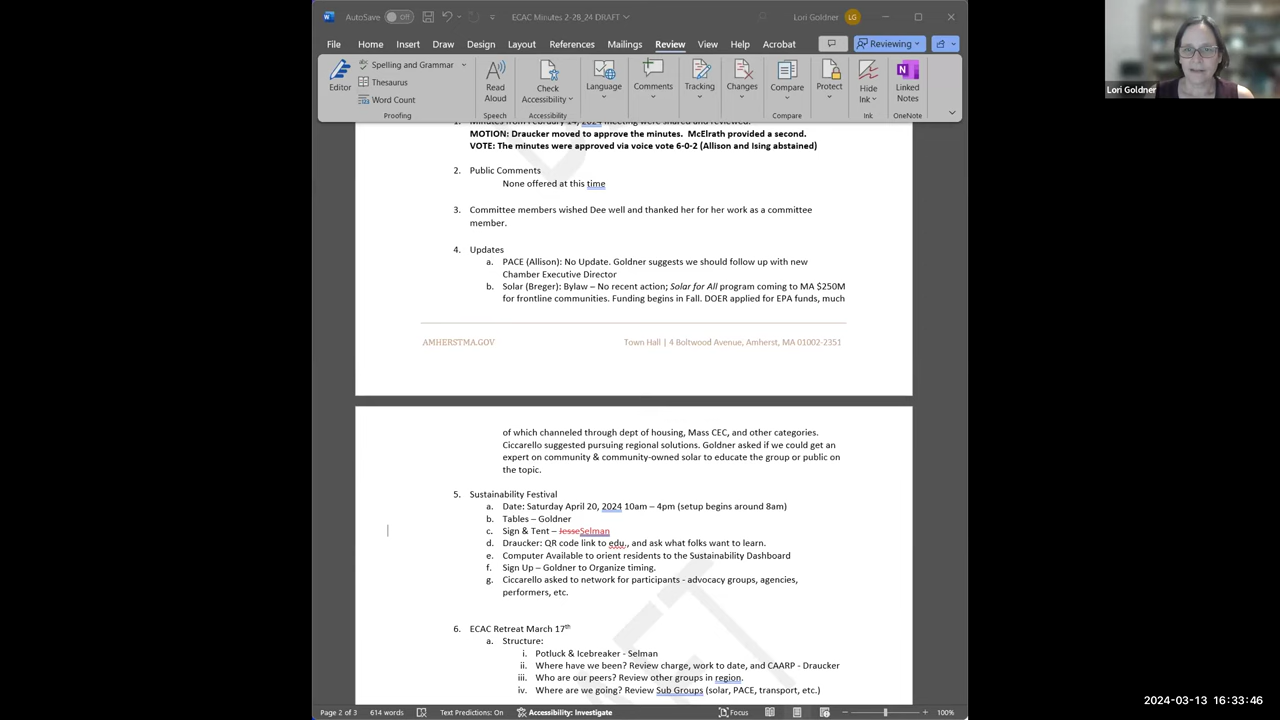 AutoSave Off ECAC Minutes 2-28_24 DRAFT Lori Goldner LG
File Home Insert Draw Design Layout References Mailings Review View Help Acrobat Reviewing
Editor
Spelling and Grammar
Thesaurus
Word Count
Read Aloud
Check Accessibility
Language
Comments
Tracking
Changes
Compare
Protect
Hide Ink
Linked Notes
Proofing Speech Accessibility Compare Ink OneNote
Lori Goldner
1. Minutes from February 14, 2024 meeting were shared and reviewed.
MOTION: Draucker moved to approve the minutes. McElrath provided a second.
VOTE: The minutes were approved via voice vote 6-0-2 (Allison and Ising abstained)
2. Public Comments
None offered at this time
3. Committee members wished Dee well and thanked her for her work as a committee
member.
4. Updates
a. PACE (Allison): No Update. Goldner suggests we should follow up with new
Chamber Executive Director
b. Solar (Breger): Bylaw – No recent action; Solar for All program coming to MA $250M
for frontline communities. Funding begins in Fall. DOER applied for EPA funds, much
AMHERSTMA.GOV Town Hall | 4 Boltwood Avenue, Amherst, MA 01002-2351
of which channeled through dept of housing, Mass CEC, and other categories.
Ciccarello suggested pursuing regional solutions. Goldner asked if we could get an
expert on community & community-owned solar to educate the group or public on
the topic.
5. Sustainability Festival
a. Date: Saturday April 20, 2024 10am – 4pm (setup begins around 8am)
b. Tables – Goldner
c. Sign & Tent – JesseSelman
d. Draucker: QR code link to edu., and ask what folks want to learn.
e. Computer Available to orient residents to the Sustainability Dashboard
f. Sign Up – Goldner to Organize timing.
g. Ciccarello asked to network for participants - advocacy groups, agencies,
performers, etc.
6. ECAC Retreat March 17th
a. Structure:
i. Potluck & Icebreaker - Selman
ii. Where have we been? Review charge, work to date, and CAARP - Draucker
iii. Who are our peers? Review other groups in region.
iv. Where are we going? Review Sub Groups (solar, PACE, transport, etc.)
Page 2 of 3 614 words Text Predictions: On Accessibility: Investigate Focus 100%
2024-03-13 16:33:46